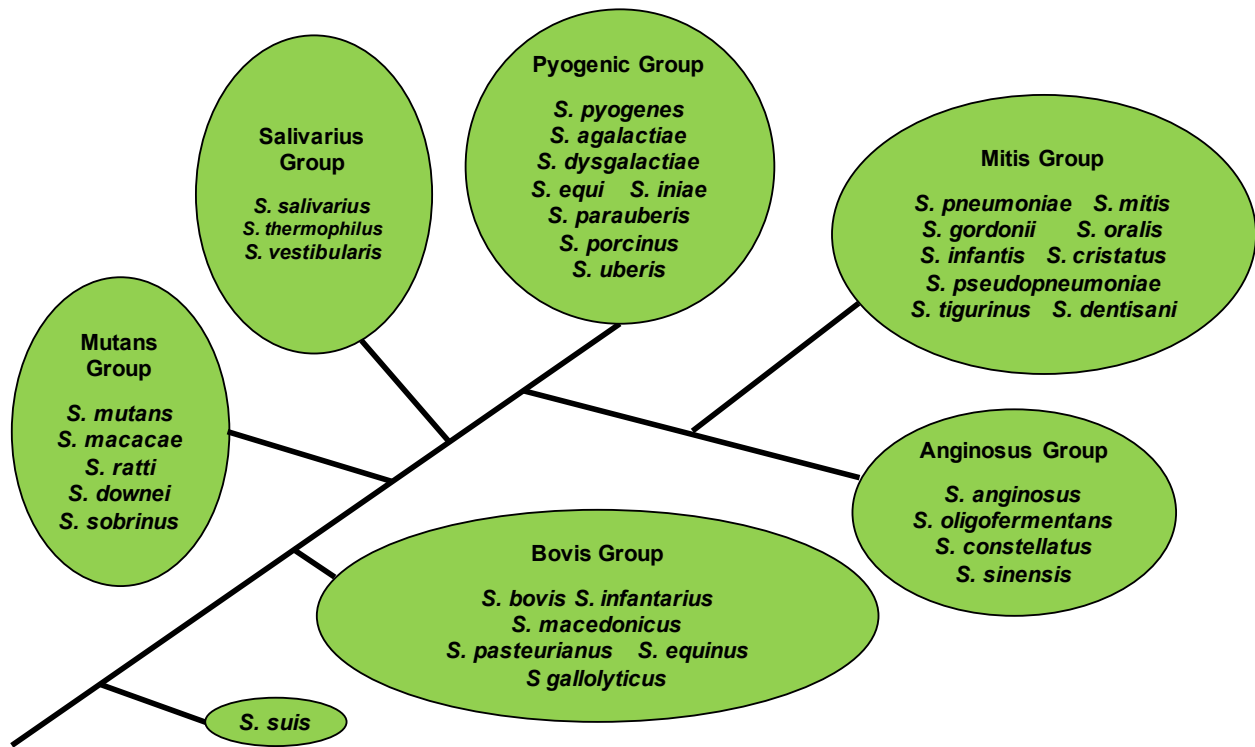 Pyogenic Group
S. pyogenes
S. agalactiae
S. dysgalactiae
S. equi S. iniae
S. parauberis
S. porcinus
S. uberis
Salivarius
Group
S. salivarius
S. thermophilus
S. vestibularis
Mitis Group
S. pneumoniae S. mitis
S. gordonii S. oralis
S. infantis S. cristatus
S. pseudopneumoniae
S. tigurinus S. dentisani
Mutans
Group
S. mutans
S. macacae
S. ratti
S. downei
S. sobrinus
Anginosus Group
S. anginosus
S. oligofermentans
S. constellatus
S. sinensis
Bovis Group
S. bovis S. infantarius
S. macedonicus
S. pasteurianus S. equinus
S gallolyticus
S. suis